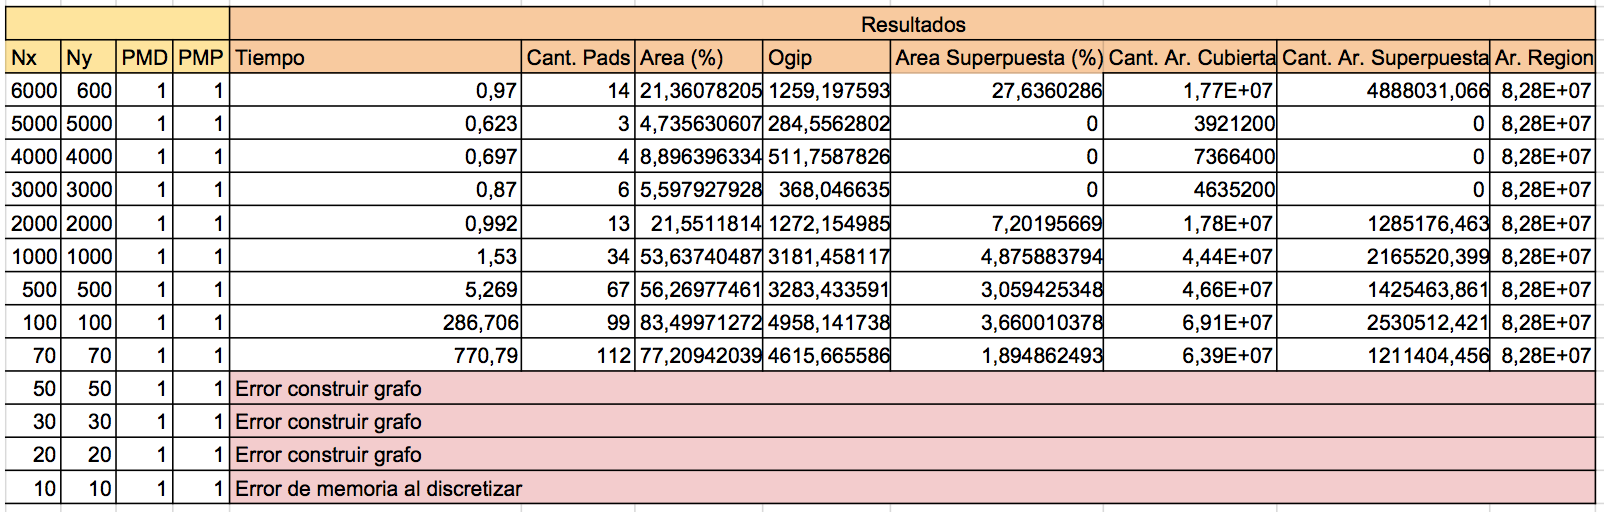 Resultados
Nx Ny PMD PMP Tiempo Cant. Pads Área (%) Ogip Area Superpuesta (%) Cant. Ar. Cubierta Cant. Ar. Superpuesta Ar. Region
6000 600 1 1 0,97 14 21,36078205 1259,197593 27,6360286 1,77E+07 4888031,066 8,28E+07
5000 5000 1 1 0,623 3 4,735630607 284,5562802 0 3921200 0 8,28E+07
4000 4000 1 1 0,697 4 8,896396334 511,7587826 0 7366400 0 8,28E+07
3000 3000 1 1 0,87 6 5,597927928 368,046635 0 4635200 0 8,28E+07
2000 2000 1 1 0,992 13 21,5511814 1272,154985 7,20195669 1,78E+07 1285176,463 8,28E+07
1000 1000 1 1 1,53 34 53,63740487 3181,458117 4,875883794 4,44E+07 2165520,399 8,28E+07
500 500 1 1 5,269 67 56,26977461 3283,433591 3,059425348 4,66E+07 1425463,861 8,28E+07
100 100 1 1 286,706 99 83,49971272 4958,141738 3,660010378 6,91E+07 2530512,421 8,28E+07
70 70 1 1 770,79 112 77,20942039 4615,665586 1,894862493 6,39E+07 1211404,456 8,28E+07
50 50 1 1 Error construir grafo
30 30 1 1 Error construir grafo
20 20 1 1 Error construir grafo
10 10 1 1 Error de memoria al discretizar